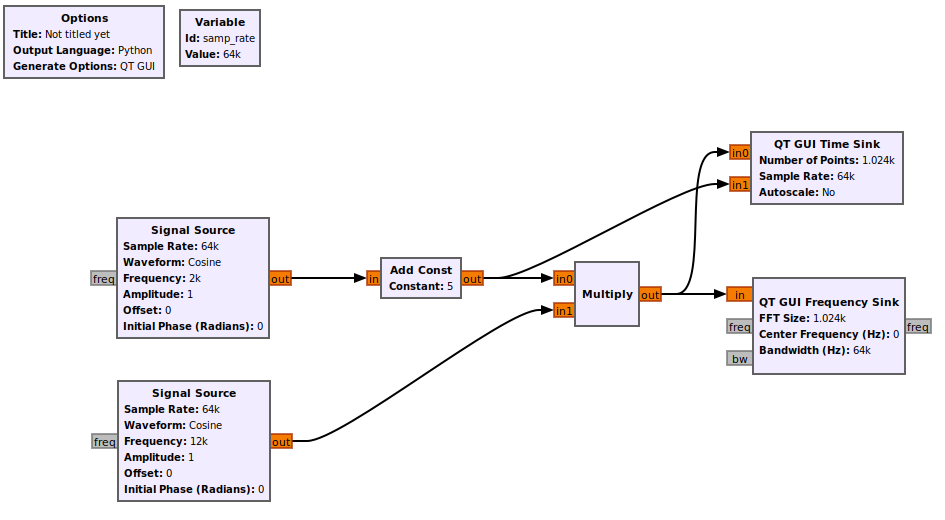 Options
Title: Not titled yet
Output Language: Python
Generate Options: QT GUI
Variable
Id: samp_rate
Value: 64k
QT GUI Time Sink
Number of Points: 1.024k
Sample Rate: 64k
Autoscale: No
in0
in1
Signal Source
Sample Rate: 64k
Waveform: Cosine
Frequency: 2k
Amplitude: 1
Offset: 0
Initial Phase (Radians): 0
freq
out
in
Add Const
Constant: 5
out
in0
in1
Multiply
out
in
freq
bw
QT GUI Frequency Sink
FFT Size: 1.024k
Center Frequency (Hz): 0
Bandwidth (Hz): 64k
freq
Signal Source
Sample Rate: 64k
Waveform: Cosine
Frequency: 12k
Amplitude: 1
Offset: 0
Initial Phase (Radians): 0
freq
out